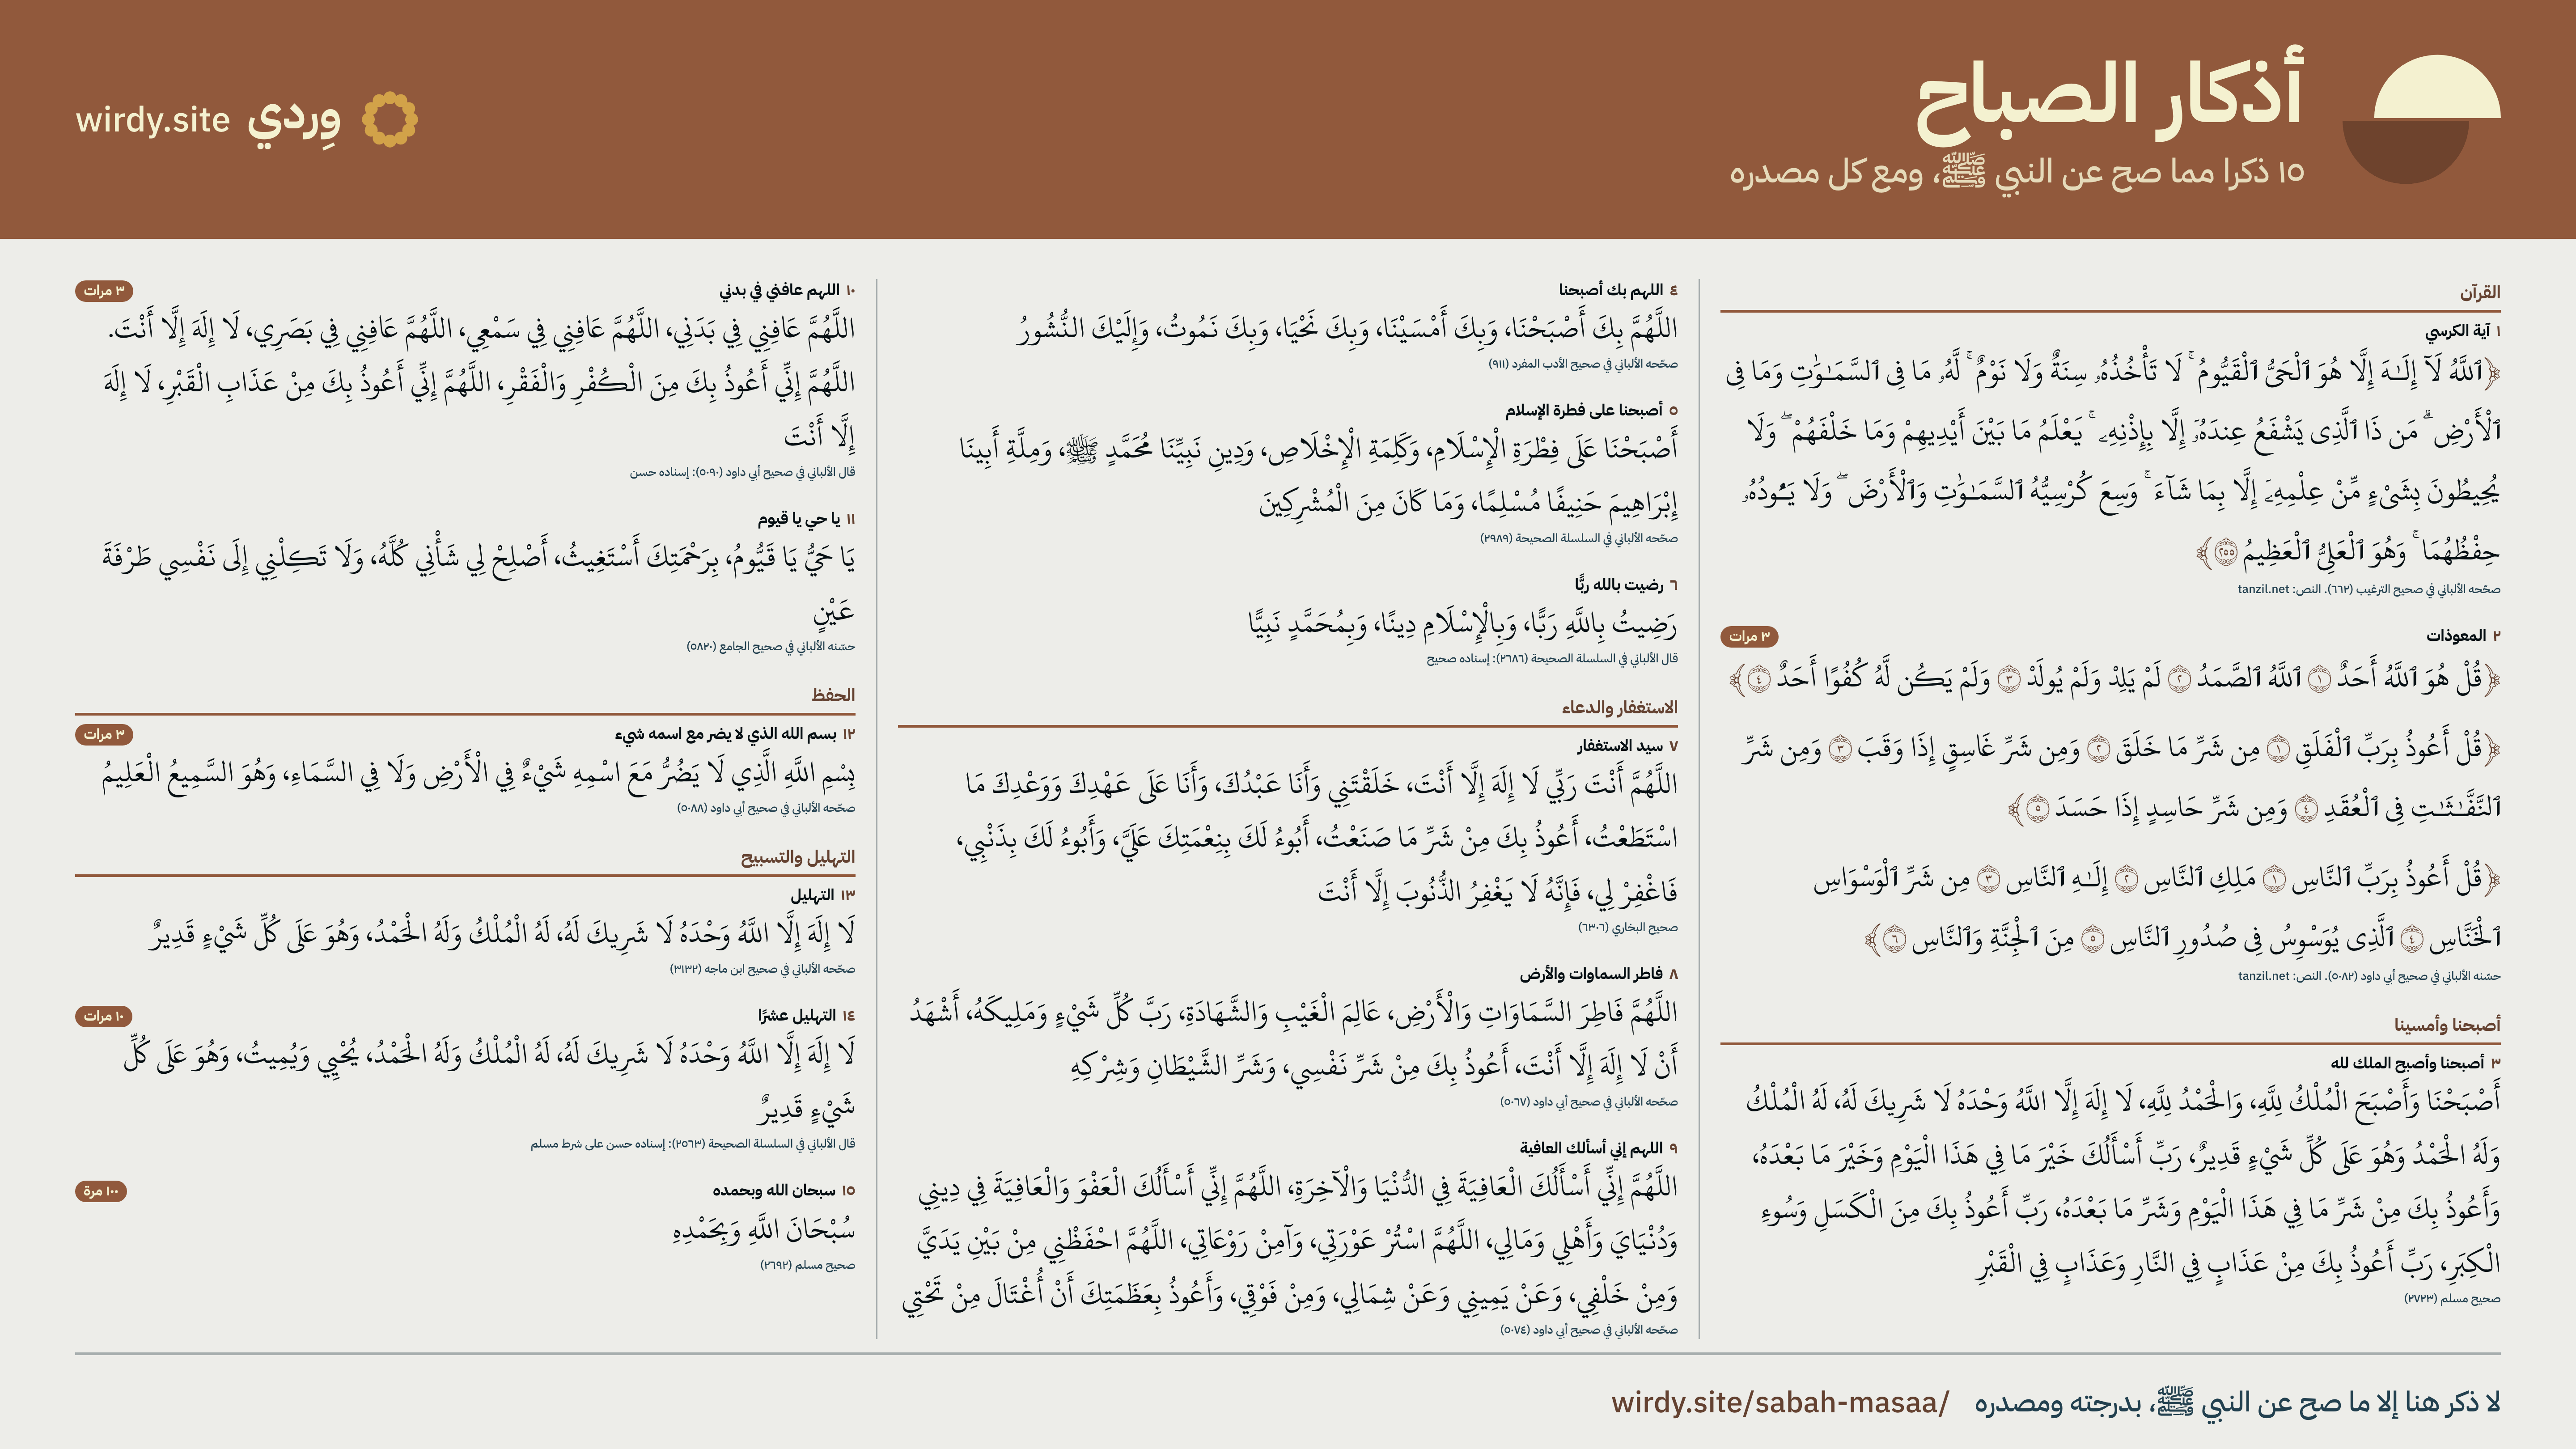 أذكار الصباح
١٥ ذكرا مما صح عن النبي ﷺ، ومع كل مصدره
وِردي wirdy.site
القرآن
١ آية الكرسي
﴿ٱللَّهُ لَآ إِلَـٰهَ إِلَّا هُوَ ٱلْحَىُّ ٱلْقَيُّومُ ۚ لَا تَأْخُذُهُۥ سِنَةٌ وَلَا نَوْمٌ ۚ لَّهُۥ مَا فِى ٱلسَّمَـٰوَٰتِ وَمَا فِى
ٱلْأَرْضِ ۗ مَن ذَا ٱلَّذِى يَشْفَعُ عِندَهُۥٓ إِلَّا بِإِذْنِهِۦ ۚ يَعْلَمُ مَا بَيْنَ أَيْدِيهِمْ وَمَا خَلْفَهُمْ ۖ وَلَا
يُحِيطُونَ بِشَىْءٍ مِّنْ عِلْمِهِۦٓ إِلَّا بِمَا شَآءَ ۚ وَسِعَ كُرْسِيُّهُ ٱلسَّمَـٰوَٰتِ وَٱلْأَرْضَ ۖ وَلَا يَـُٔودُهُۥ
حِفْظُهُمَا ۚ وَهُوَ ٱلْعَلِىُّ ٱلْعَظِيمُ ٢٥٥﴾
صححه الألباني في صحيح الترغيب (٦٦٢). النص: tanzil.net
٢ المعوذات
٣ مرات
﴿قُلْ هُوَ ٱللَّهُ أَحَدٌ ١ ٱللَّهُ ٱلصَّمَدُ ٢ لَمْ يَلِدْ وَلَمْ يُولَدْ ٣ وَلَمْ يَكُن لَّهُ كُفُوًا أَحَدٌ ٤﴾
﴿قُلْ أَعُوذُ بِرَبِّ ٱلْفَلَقِ ١ مِن شَرِّ مَا خَلَقَ ٢ وَمِن شَرِّ غَاسِقٍ إِذَا وَقَبَ ٣ وَمِن شَرِّ
ٱلنَّفَّـٰثَـٰتِ فِى ٱلْعُقَدِ ٤ وَمِن شَرِّ حَاسِدٍ إِذَا حَسَدَ ٥﴾
﴿قُلْ أَعُوذُ بِرَبِّ ٱلنَّاسِ ١ مَلِكِ ٱلنَّاسِ ٢ إِلَـٰهِ ٱلنَّاسِ ٣ مِن شَرِّ ٱلْوَسْوَاسِ
ٱلْخَنَّاسِ ٤ ٱلَّذِى يُوَسْوِسُ فِى صُدُورِ ٱلنَّاسِ ٥ مِنَ ٱلْجِنَّةِ وَٱلنَّاسِ ٦﴾
حسّنه الألباني في صحيح أبي داود (٥٠٨٢). النص: tanzil.net
أصبحنا وأمسينا
٣ أصبحنا وأصبح الملك لله
أَصْبَحْنَا وَأَصْبَحَ الْمُلْكُ لِلَّهِ، وَالْحَمْدُ لِلَّهِ، لَا إِلَهَ إِلَّا اللَّهُ وَحْدَهُ لَا شَرِيكَ لَهُ، لَهُ الْمُلْكُ
وَلَهُ الْحَمْدُ وَهُوَ عَلَى كُلِّ شَيْءٍ قَدِيرٌ، رَبِّ أَسْأَلُكَ خَيْرَ مَا فِي هَذَا الْيَوْمِ وَخَيْرَ مَا بَعْدَهُ،
وَأَعُوذُ بِكَ مِنْ شَرِّ مَا فِي هَذَا الْيَوْمِ وَشَرِّ مَا بَعْدَهُ، رَبِّ أَعُوذُ بِكَ مِنَ الْكَسَلِ وَسُوءِ
الْكِبَرِ، رَبِّ أَعُوذُ بِكَ مِنْ عَذَابٍ فِي النَّارِ وَعَذَابٍ فِي الْقَبْرِ
صحيح مسلم (٢٧٢٣)
٤ اللهم بك أصبحنا
اللَّهُمَّ بِكَ أَصْبَحْنَا، وَبِكَ أَمْسَيْنَا، وَبِكَ نَحْيَا، وَبِكَ نَمُوتُ، وَإِلَيْكَ النُّشُورُ
صحّحه الألباني في صحيح الأدب المفرد (٩١١)
٥ أصبحنا على فطرة الإسلام
أَصْبَحْنَا عَلَى فِطْرَةِ الْإِسْلَامِ، وَكَلِمَةِ الْإِخْلَاصِ، وَدِينِ نَبِيِّنَا مُحَمَّدٍ ﷺ، وَمِلَّةِ أَبِينَا
إِبْرَاهِيمَ حَنِيفًا مُسْلِمًا، وَمَا كَانَ مِنَ الْمُشْرِكِينَ
صحّحه الألباني في السلسلة الصحيحة (٢٩٨٩)
٦ رضيت بالله ربًّا
رَضِيتُ بِاللَّهِ رَبًّا، وَبِالْإِسْلَامِ دِينًا، وَبِمُحَمَّدٍ نَبِيًّا
قال الألباني في السلسلة الصحيحة (٢٦٨٦): إسناده صحيح
الاستغفار والدعاء
٧ سيد الاستغفار
اللَّهُمَّ أَنْتَ رَبِّي لَا إِلَهَ إِلَّا أَنْتَ، خَلَقْتَنِي وَأَنَا عَبْدُكَ، وَأَنَا عَلَى عَهْدِكَ وَوَعْدِكَ مَا
اسْتَطَعْتُ، أَعُوذُ بِكَ مِنْ شَرِّ مَا صَنَعْتُ، أَبُوءُ لَكَ بِنِعْمَتِكَ عَلَيَّ، وَأَبُوءُ لَكَ بِذَنْبِي،
فَاغْفِرْ لِي، فَإِنَّهُ لَا يَغْفِرُ الذُّنُوبَ إِلَّا أَنْتَ
صحيح البخاري (٦٣٠٦)
٨ فاطر السماوات والأرض
اللَّهُمَّ فَاطِرَ السَّمَاوَاتِ وَالْأَرْضِ، عَالِمَ الْغَيْبِ وَالشَّهَادَةِ، رَبَّ كُلِّ شَيْءٍ وَمَلِيكَهُ، أَشْهَدُ
أَنْ لَا إِلَهَ إِلَّا أَنْتَ، أَعُوذُ بِكَ مِنْ شَرِّ نَفْسِي، وَشَرِّ الشَّيْطَانِ وَشِرْكِهِ
صحّحه الألباني في صحيح أبي داود (٥٠٦٧)
٩ اللهم إني أسألك العافية
اللَّهُمَّ إِنِّي أَسْأَلُكَ الْعَافِيَةَ فِي الدُّنْيَا وَالْآخِرَةِ، اللَّهُمَّ إِنِّي أَسْأَلُكَ الْعَفْوَ وَالْعَافِيَةَ فِي دِينِي
وَدُنْيَايَ وَأَهْلِي وَمَالِي، اللَّهُمَّ اسْتُرْ عَوْرَتِي، وَآمِنْ رَوْعَاتِي، اللَّهُمَّ احْفَظْنِي مِنْ بَيْنِ يَدَيَّ
وَمِنْ خَلْفِي، وَعَنْ يَمِينِي وَعَنْ شِمَالِي، وَمِنْ فَوْقِي، وَأَعُوذُ بِعَظَمَتِكَ أَنْ أُغْتَالَ مِنْ تَحْتِي
صحّحه الألباني في صحيح أبي داود (٥٠٧٤)
١٠ اللهم عافني في بدني
٣ مرات
اللَّهُمَّ عَافِنِي فِي بَدَنِي، اللَّهُمَّ عَافِنِي فِي سَمْعِي، اللَّهُمَّ عَافِنِي فِي بَصَرِي، لَا إِلَهَ إِلَّا أَنْتَ.
اللَّهُمَّ إِنِّي أَعُوذُ بِكَ مِنَ الْكُفْرِ وَالْفَقْرِ، اللَّهُمَّ إِنِّي أَعُوذُ بِكَ مِنْ عَذَابِ الْقَبْرِ، لَا إِلَهَ
إِلَّا أَنْتَ
قال الألباني في صحيح أبي داود (٥٠٩٠): إسناده حسن
١١ يا حي يا قيوم
يَا حَيُّ يَا قَيُّومُ، بِرَحْمَتِكَ أَسْتَغِيثُ، أَصْلِحْ لِي شَأْنِي كُلَّهُ، وَلَا تَكِلْنِي إِلَى نَفْسِي طَرْفَةَ
عَيْنٍ
حسّنه الألباني في صحيح الجامع (٥٨٢٠)
الحفظ
١٢ بسم الله الذي لا يضر مع اسمه شيء
٣ مرات
بِسْمِ اللَّهِ الَّذِي لَا يَضُرُّ مَعَ اسْمِهِ شَيْءٌ فِي الْأَرْضِ وَلَا فِي السَّمَاءِ، وَهُوَ السَّمِيعُ الْعَلِيمُ
صحّحه الألباني في صحيح أبي داود (٥٠٨٨)
التهليل والتسبيح
١٣ التهليل
لَا إِلَهَ إِلَّا اللَّهُ وَحْدَهُ لَا شَرِيكَ لَهُ، لَهُ الْمُلْكُ وَلَهُ الْحَمْدُ، وَهُوَ عَلَى كُلِّ شَيْءٍ قَدِيرٌ
صحّحه الألباني في صحيح ابن ماجه (٣١٣٢)
١٤ التهليل عشرًا
١٠ مرات
لَا إِلَهَ إِلَّا اللَّهُ وَحْدَهُ لَا شَرِيكَ لَهُ، لَهُ الْمُلْكُ وَلَهُ الْحَمْدُ، يُحْيِي وَيُمِيتُ، وَهُوَ عَلَى كُلِّ
شَيْءٍ قَدِيرٌ
قال الألباني في السلسلة الصحيحة (٢٥٦٣): إسناده حسن على شرط مسلم
١٥ سبحان الله وبحمده
١٠٠ مرة
سُبْحَانَ اللَّهِ وَبِحَمْدِهِ
صحيح مسلم (٢٦٩٢)
لا ذكر هنا إلا ما صح عن النبي ﷺ، بدرجته ومصدره wirdy.site/sabah-masaa/